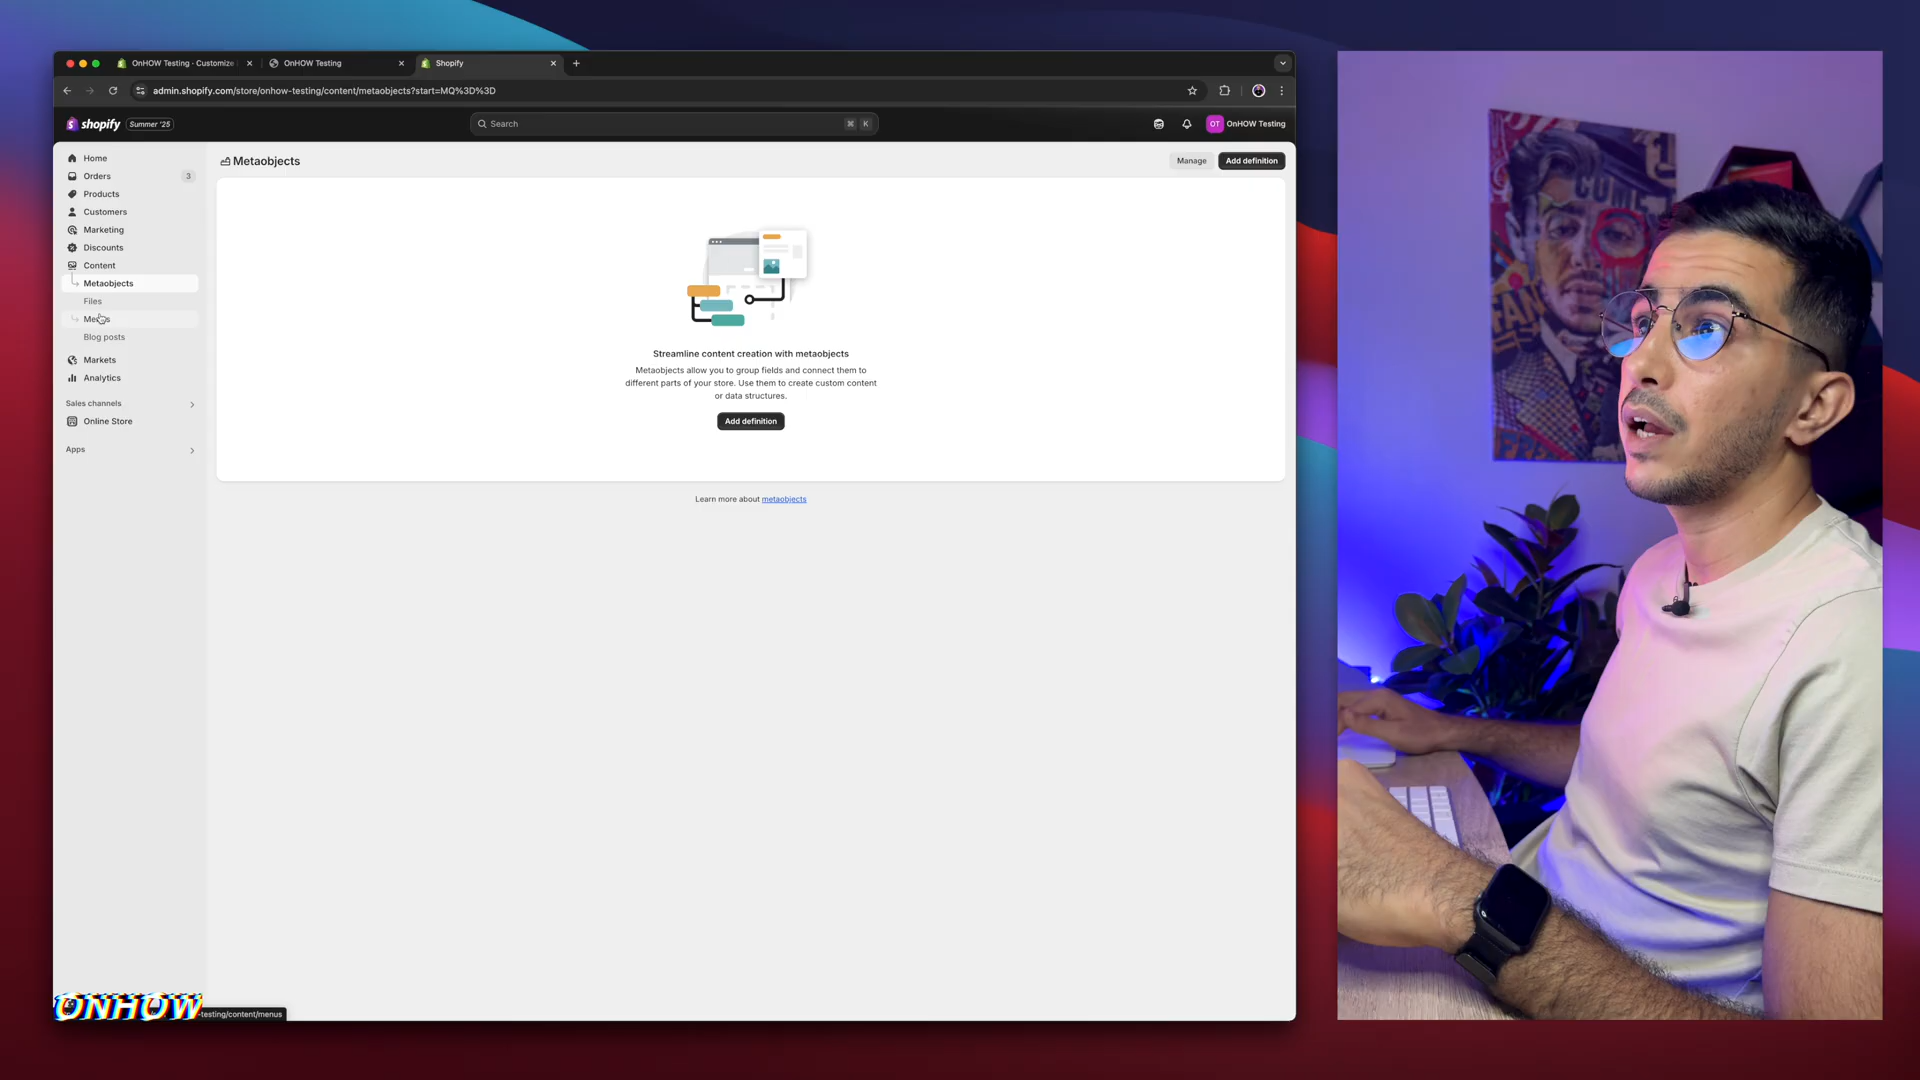 OnHOW Testing · Customize
OnHOW Testing
Shopify
admin.shopify.com/store/onhow-testing/content/metaobjects?start=MQ%3D%3D
shopify
Summer '25
Search
⌘ K
OT
OnHOW Testing
Home
Orders
3
Products
Customers
Marketing
Discounts
Content
Metaobjects
Files
Blog posts
Markets
Analytics
Sales channels
Online Store
Apps
Metaobjects
Manage
Add definition
Streamline content creation with metaobjects
Metaobjects allow you to group fields and connect them to
different parts of your store. Use them to create custom content
or data structures.
Add definition
Learn more about metaobjects
ONHOW
-testing/content/menus